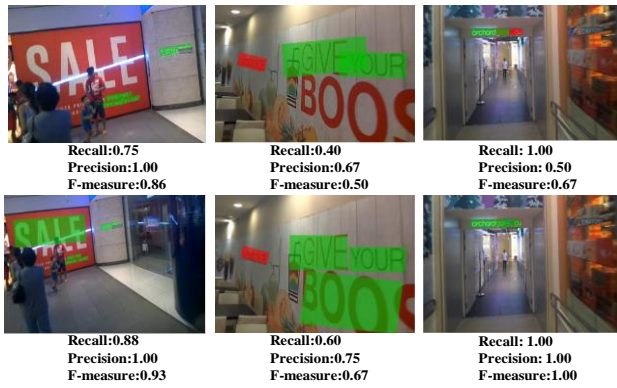 SALE
GIVE YOUR
BOOS
orchardgateway
Recall:0.75
Precision:1.00
F-measure:0.86
Recall:0.40
Precision:0.67
F-measure:0.50
Recall: 1.00
Precision: 0.50
F-measure:0.67
SALE
GIVE YOUR
BOOS
orchardgateway
Recall:0.88
Precision:1.00
F-measure:0.93
Recall:0.60
Precision:0.75
F-measure:0.67
Recall: 1.00
Precision: 1.00
F-measure:1.00